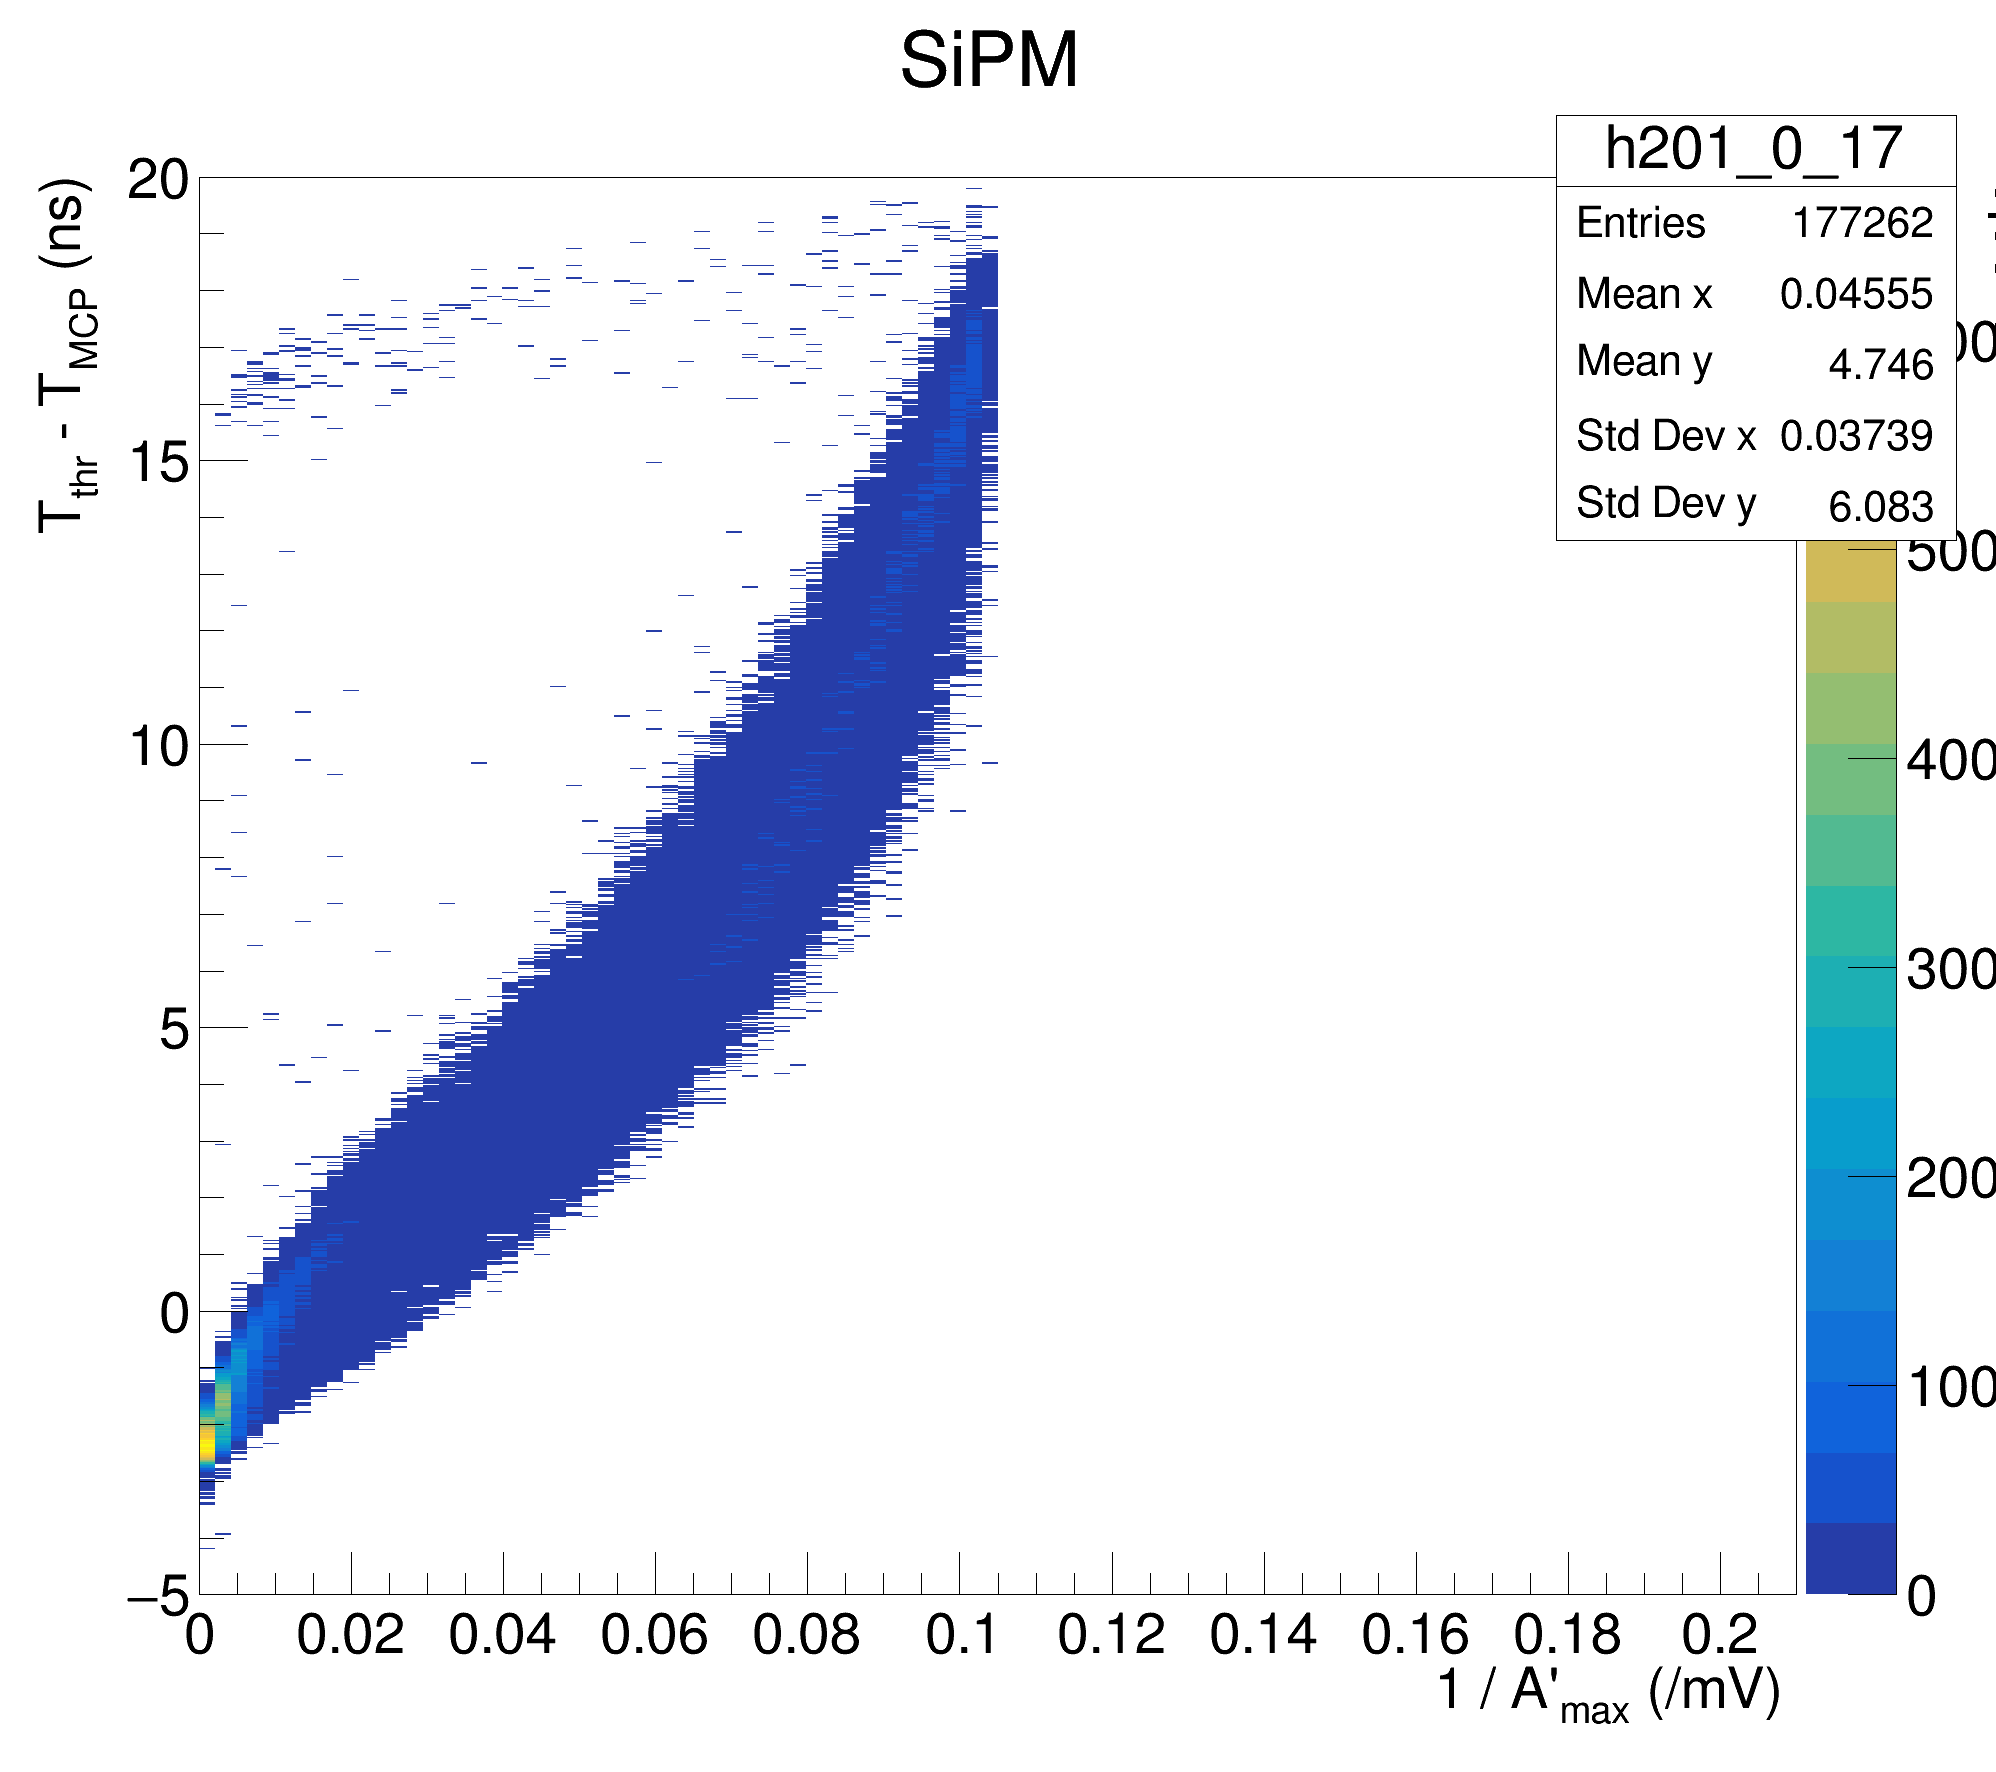 SiPM
h201_0_17
Entries 177262
Mean x 0.04555
Mean y 4.746
Std Dev x 0.03739
Std Dev y 6.083
T_thr - T_MCP (ns)
20
15
10
5
0
−5
0 0.02 0.04 0.06 0.08 0.1 0.12 0.14 0.16 0.18 0.2
1 / A'_max (/mV)
500
400
300
200
100
0